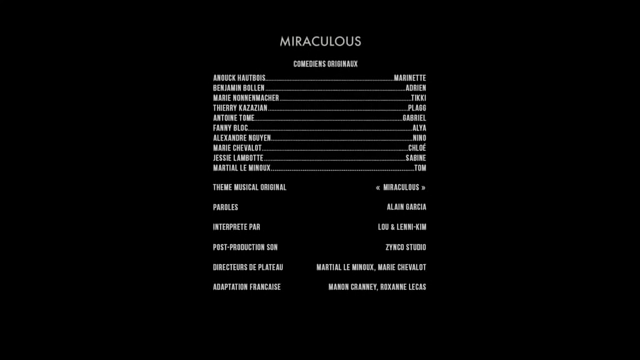 MIRACULOUS
COMEDIENS ORIGINAUX
ANOUCK HAUTBOIS MARINETTE
BENJAMIN BOLLEN ADRIEN
MARIE NONNENMACHER TIKKI
THIERRY KAZAZIAN PLAGG
ANTOINE TOME GABRIEL
FANNY BLOC ALYA
ALEXANDRE NGUYEN NINO
MARIE CHEVALOT CHLOÉ
JESSIE LAMBOTTE SABINE
MARTIAL LE MINOUX TOM
THEME MUSICAL ORIGINAL « MIRACULOUS »
PAROLES ALAIN GARCIA
INTERPRETE PAR LOU & LENNI-KIM
POST-PRODUCTION SON ZYNCO STUDIO
DIRECTEURS DE PLATEAU MARTIAL LE MINOUX, MARIE CHEVALOT
ADAPTATION FRANCAISE MANON CRANNEY, ROXANNE LECAS